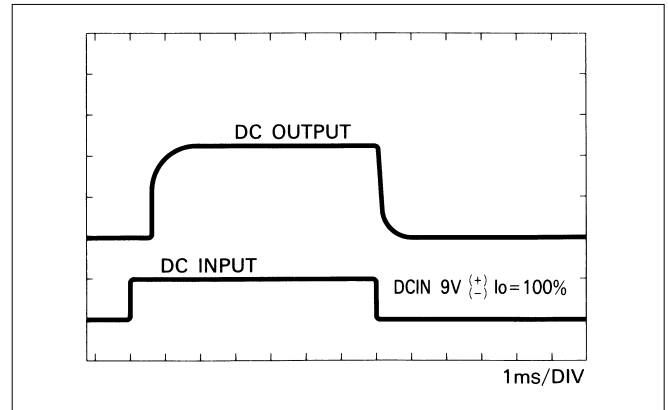 DC OUTPUT
DC INPUT
DCIN 9V (+) (−) Io=100%
1ms/DIV